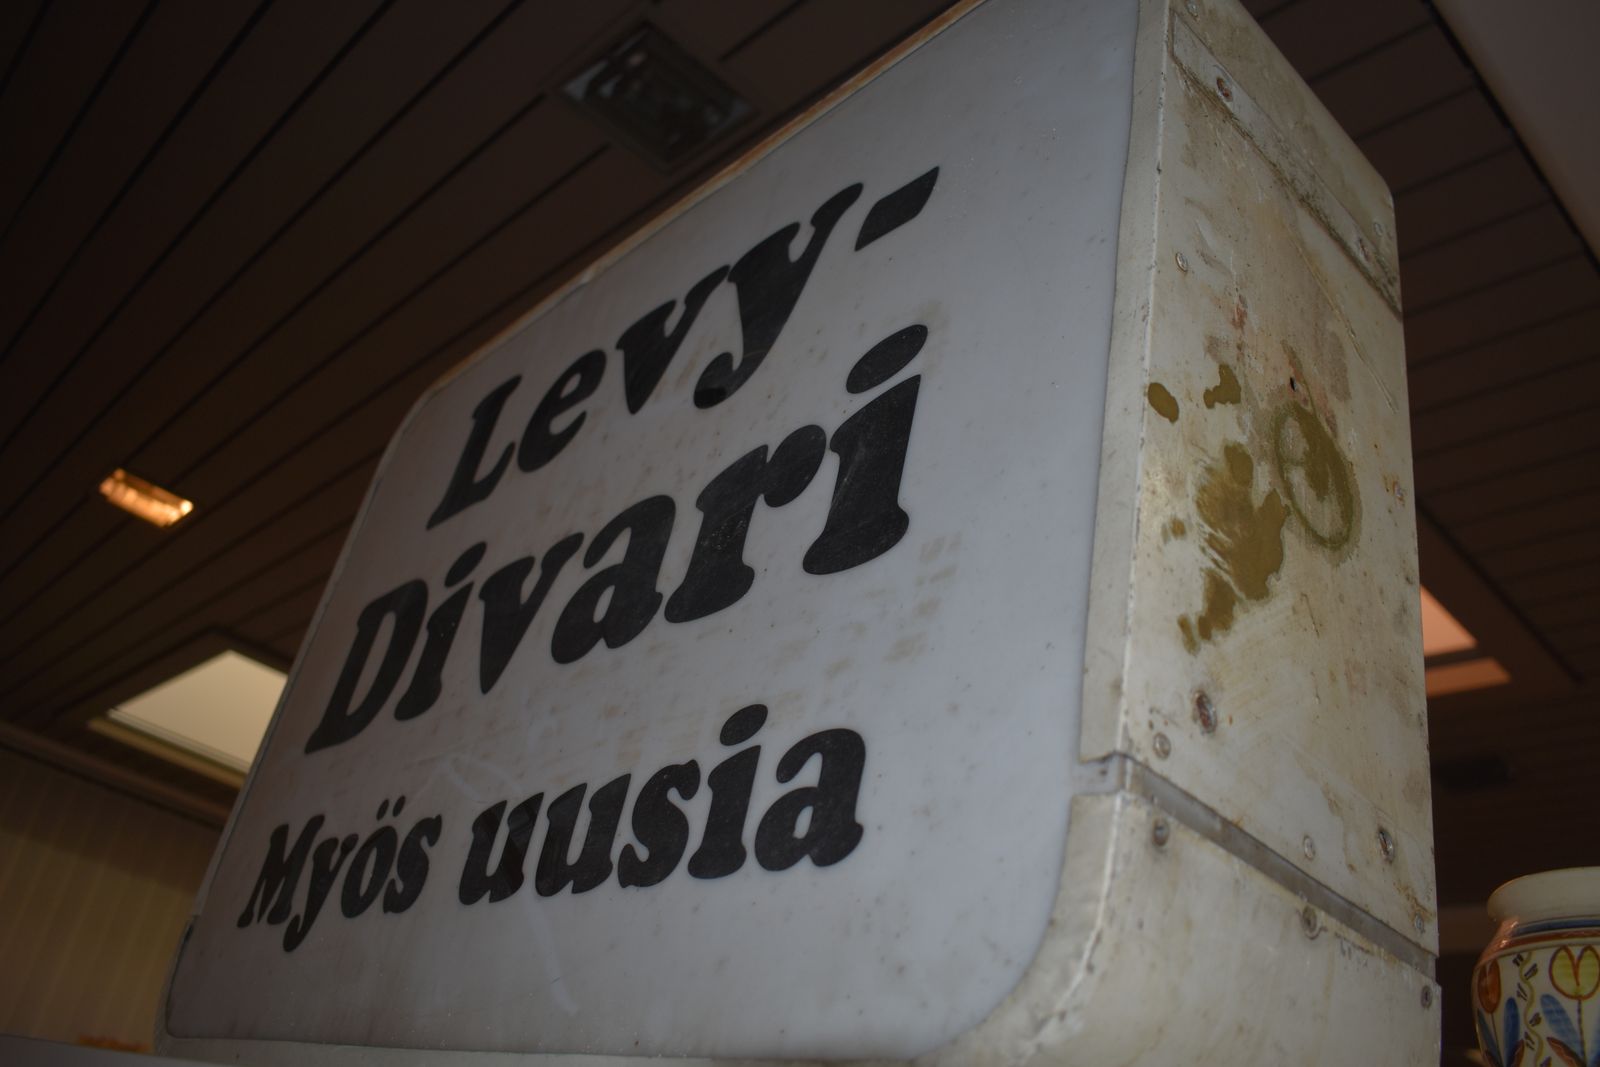 Levy-
Divari
Myös uusia